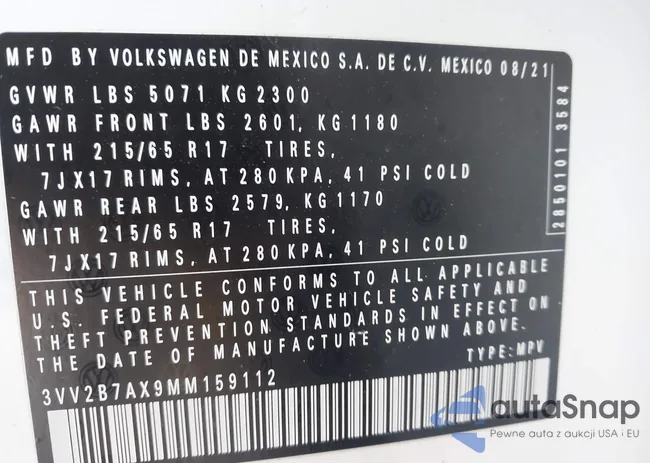 MFD BY VOLKSWAGEN DE MEXICO S.A. DE C.V. MEXICO 08/21
GVWR LBS 5071 KG 2300
GAWR FRONT LBS 2601, KG 1180
WITH 215/65 R17 TIRES,
7JX17 RIMS, AT 280 KPA, 41 PSI COLD
GAWR REAR LBS 2579, KG 1170
WITH 215/65 R17 TIRES,
7JX17 RIMS, AT 280 KPA, 41 PSI COLD
THIS VEHICLE CONFORMS TO ALL APPLICABLE
U.S. FEDERAL MOTOR VEHICLE SAFETY AND
THEFT PREVENTION STANDARDS IN EFFECT ON
THE DATE OF MANUFACTURE SHOWN ABOVE.
TYPE: MPV
3VV2B7AX9MM159112
2850101 3584
autaSnap
Pewne auta z aukcji USA i EU